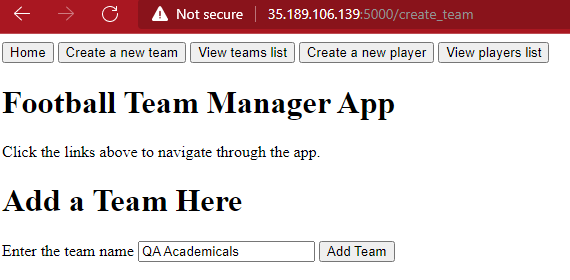 Not secure 35.189.106.139:5000/create_team
Home Create a new team View teams list Create a new player View players list
Football Team Manager App
Click the links above to navigate through the app.
Add a Team Here
Enter the team name QA Academicals Add Team